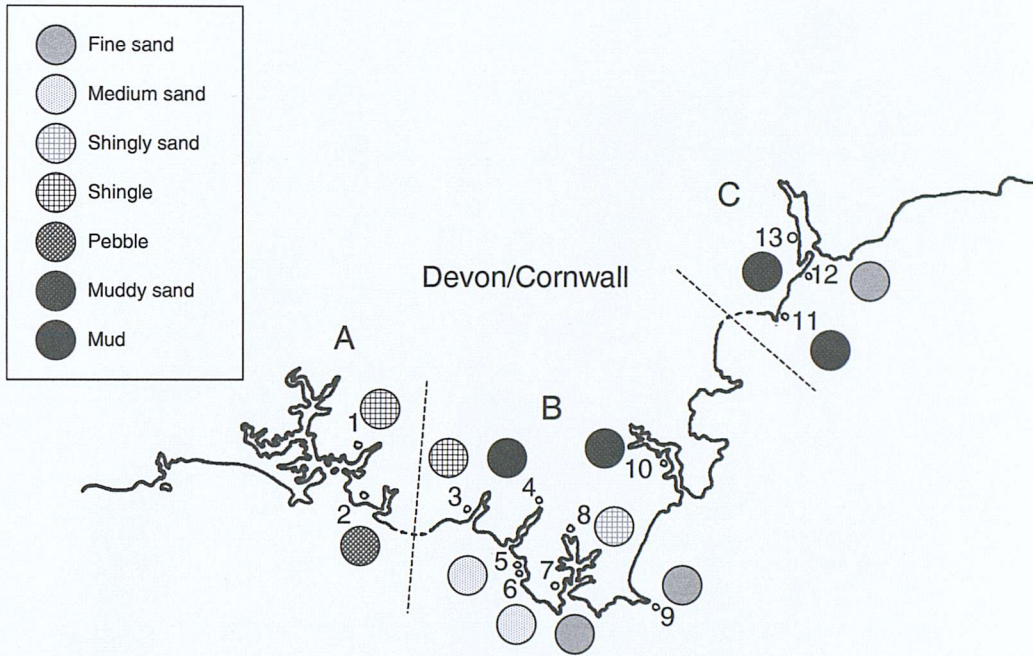 Fine sand
Medium sand
Shingly sand
Shingle
Pebble
Muddy sand
Mud
C
13
12
Devon/Cornwall
11
A
B
1
10
3
4
2
8
5
6
7
9